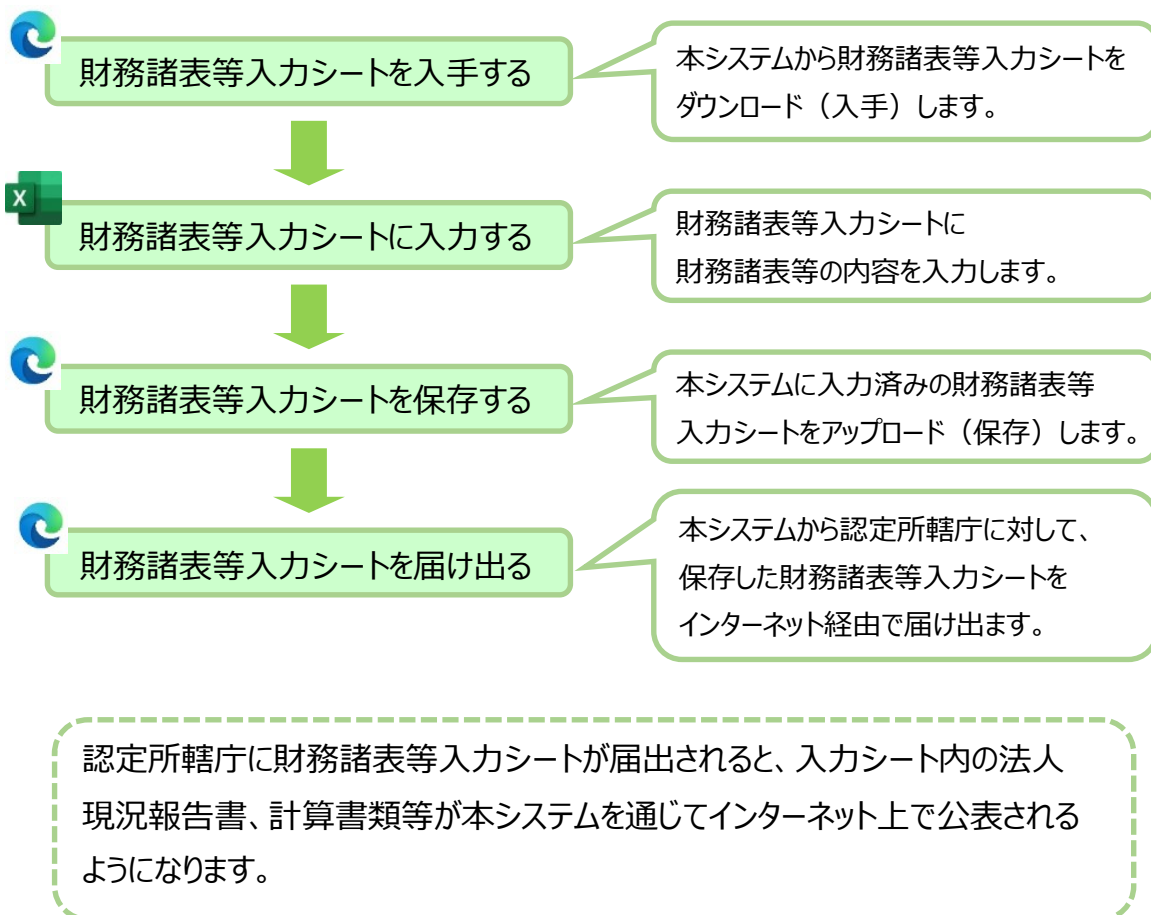 財務諸表等入力シートを入手する
本システムから財務諸表等入力シートを
ダウンロード（入手）します。
X
財務諸表等入力シートに入力する
財務諸表等入力シートに
財務諸表等の内容を入力します。
財務諸表等入力シートを保存する
本システムに入力済みの財務諸表等
入力シートをアップロード（保存）します。
財務諸表等入力シートを届け出る
本システムから認定所轄庁に対して、
保存した財務諸表等入力シートを
インターネット経由で届け出ます。
認定所轄庁に財務諸表等入力シートが届出されると、入力シート内の法人
現況報告書、計算書類等が本システムを通じてインターネット上で公表される
ようになります。